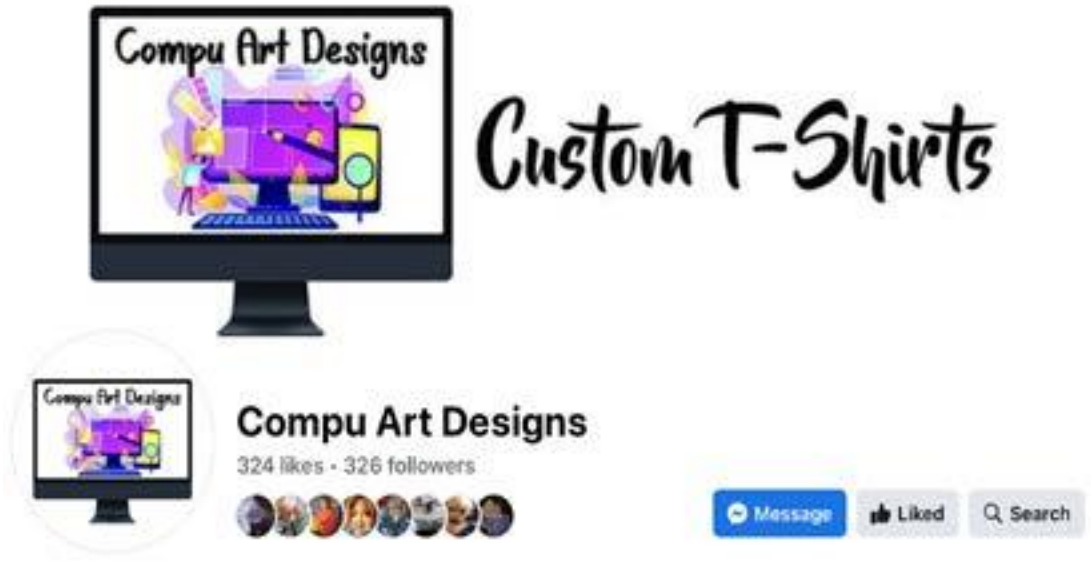 Compu Art Designs
Custom T-Shirts
Compu Art Designs
Compu Art Designs
324 likes • 326 followers
Message
Liked
Search